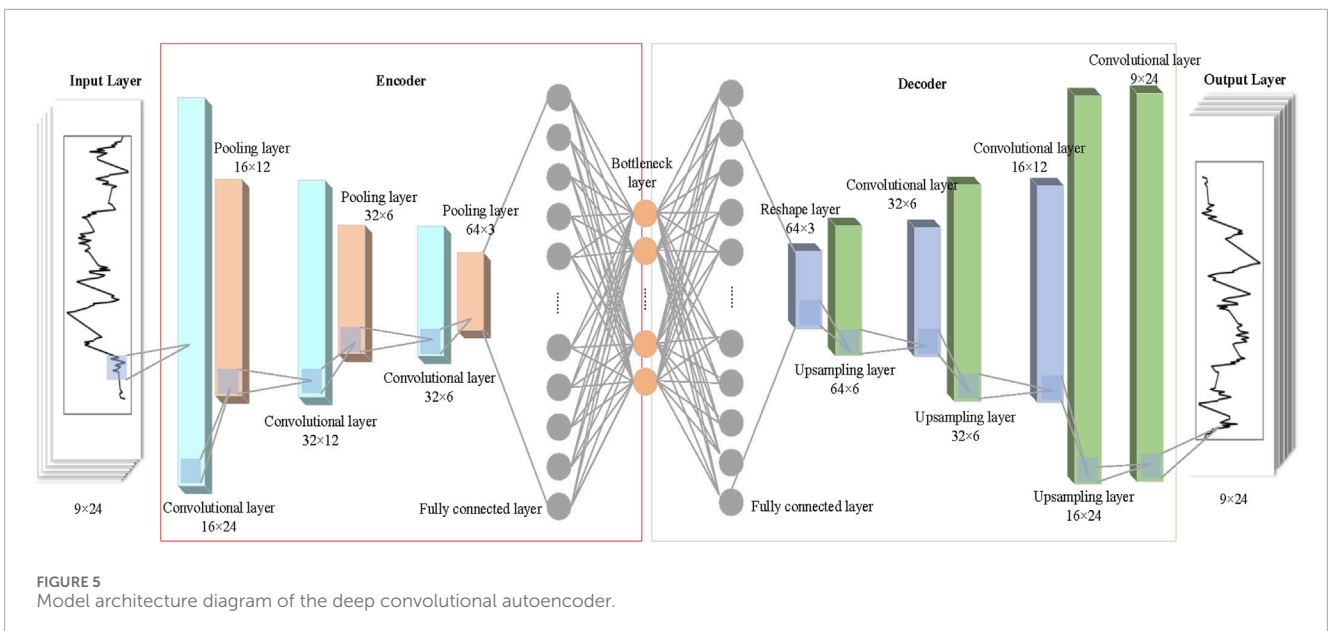 Input Layer
Encoder
Decoder
Convolutional layer
9×24
Output Layer
Pooling layer
16×12
Pooling layer
32×6
Pooling layer
64×3
Bottleneck
layer
Reshape layer
64×3
Convolutional layer
32×6
Convolutional layer
16×12
9×24
Convolutional layer
16×24
Convolutional layer
32×12
Convolutional layer
32×6
Fully connected layer
Fully connected layer
Upsampling layer
64×6
Upsampling layer
32×6
Upsampling layer
16×24
9×24
FIGURE 5
Model architecture diagram of the deep convolutional autoencoder.